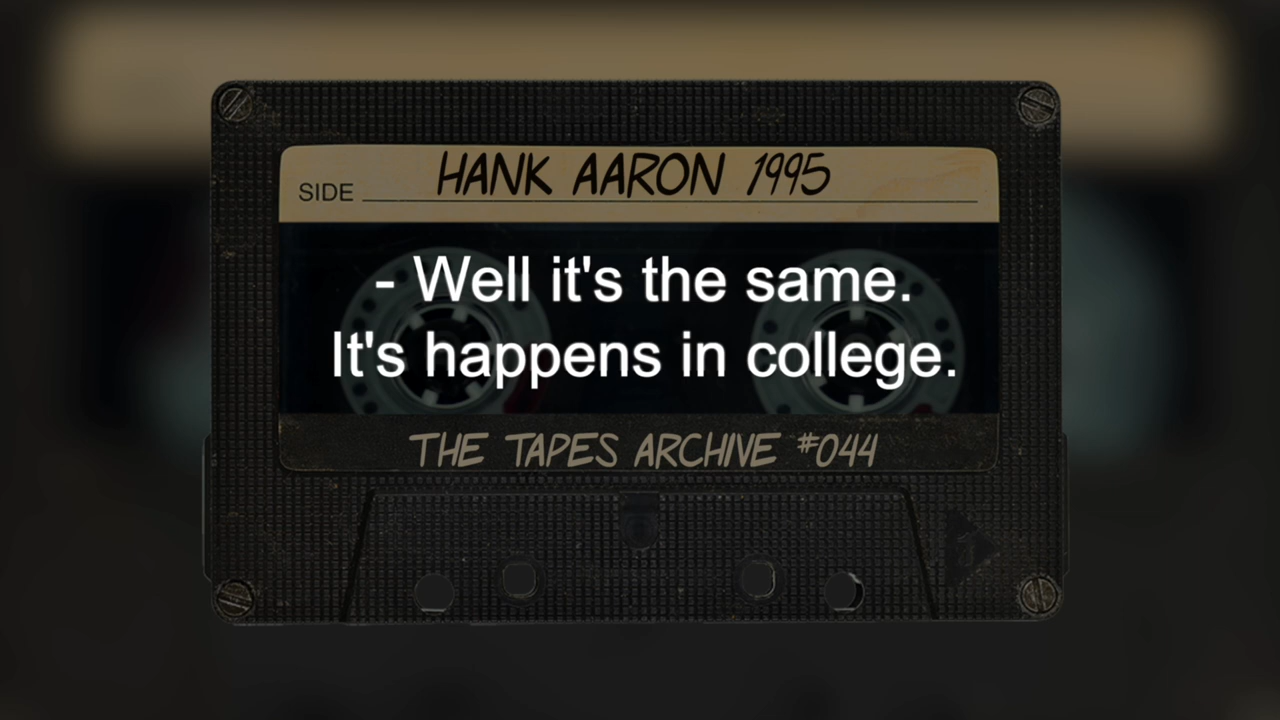 HANK AARON 1995
SIDE
- Well it's the same.
It's happens in college.
THE TAPES ARCHIVE #044